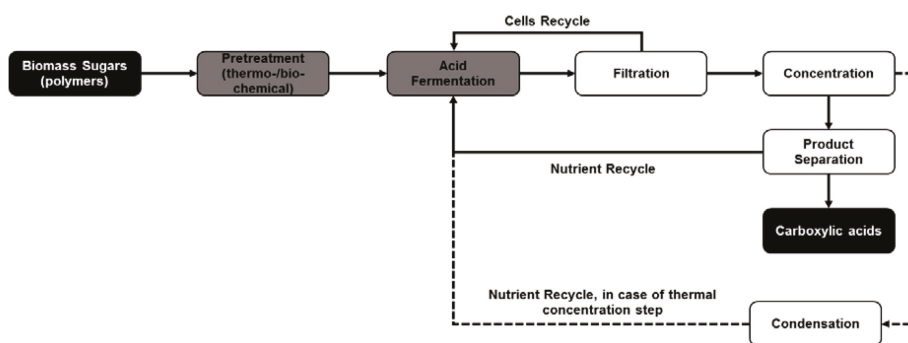 Cells Recycle
Biomass Sugars
(polymers)
Pretreatment
(thermo-/bio-
chemical)
Acid
Fermentation
Filtration
Concentration
Product
Separation
Nutrient Recycle
Carboxylic acids
Nutrient Recycle, in case of thermal
concentration step
Condensation